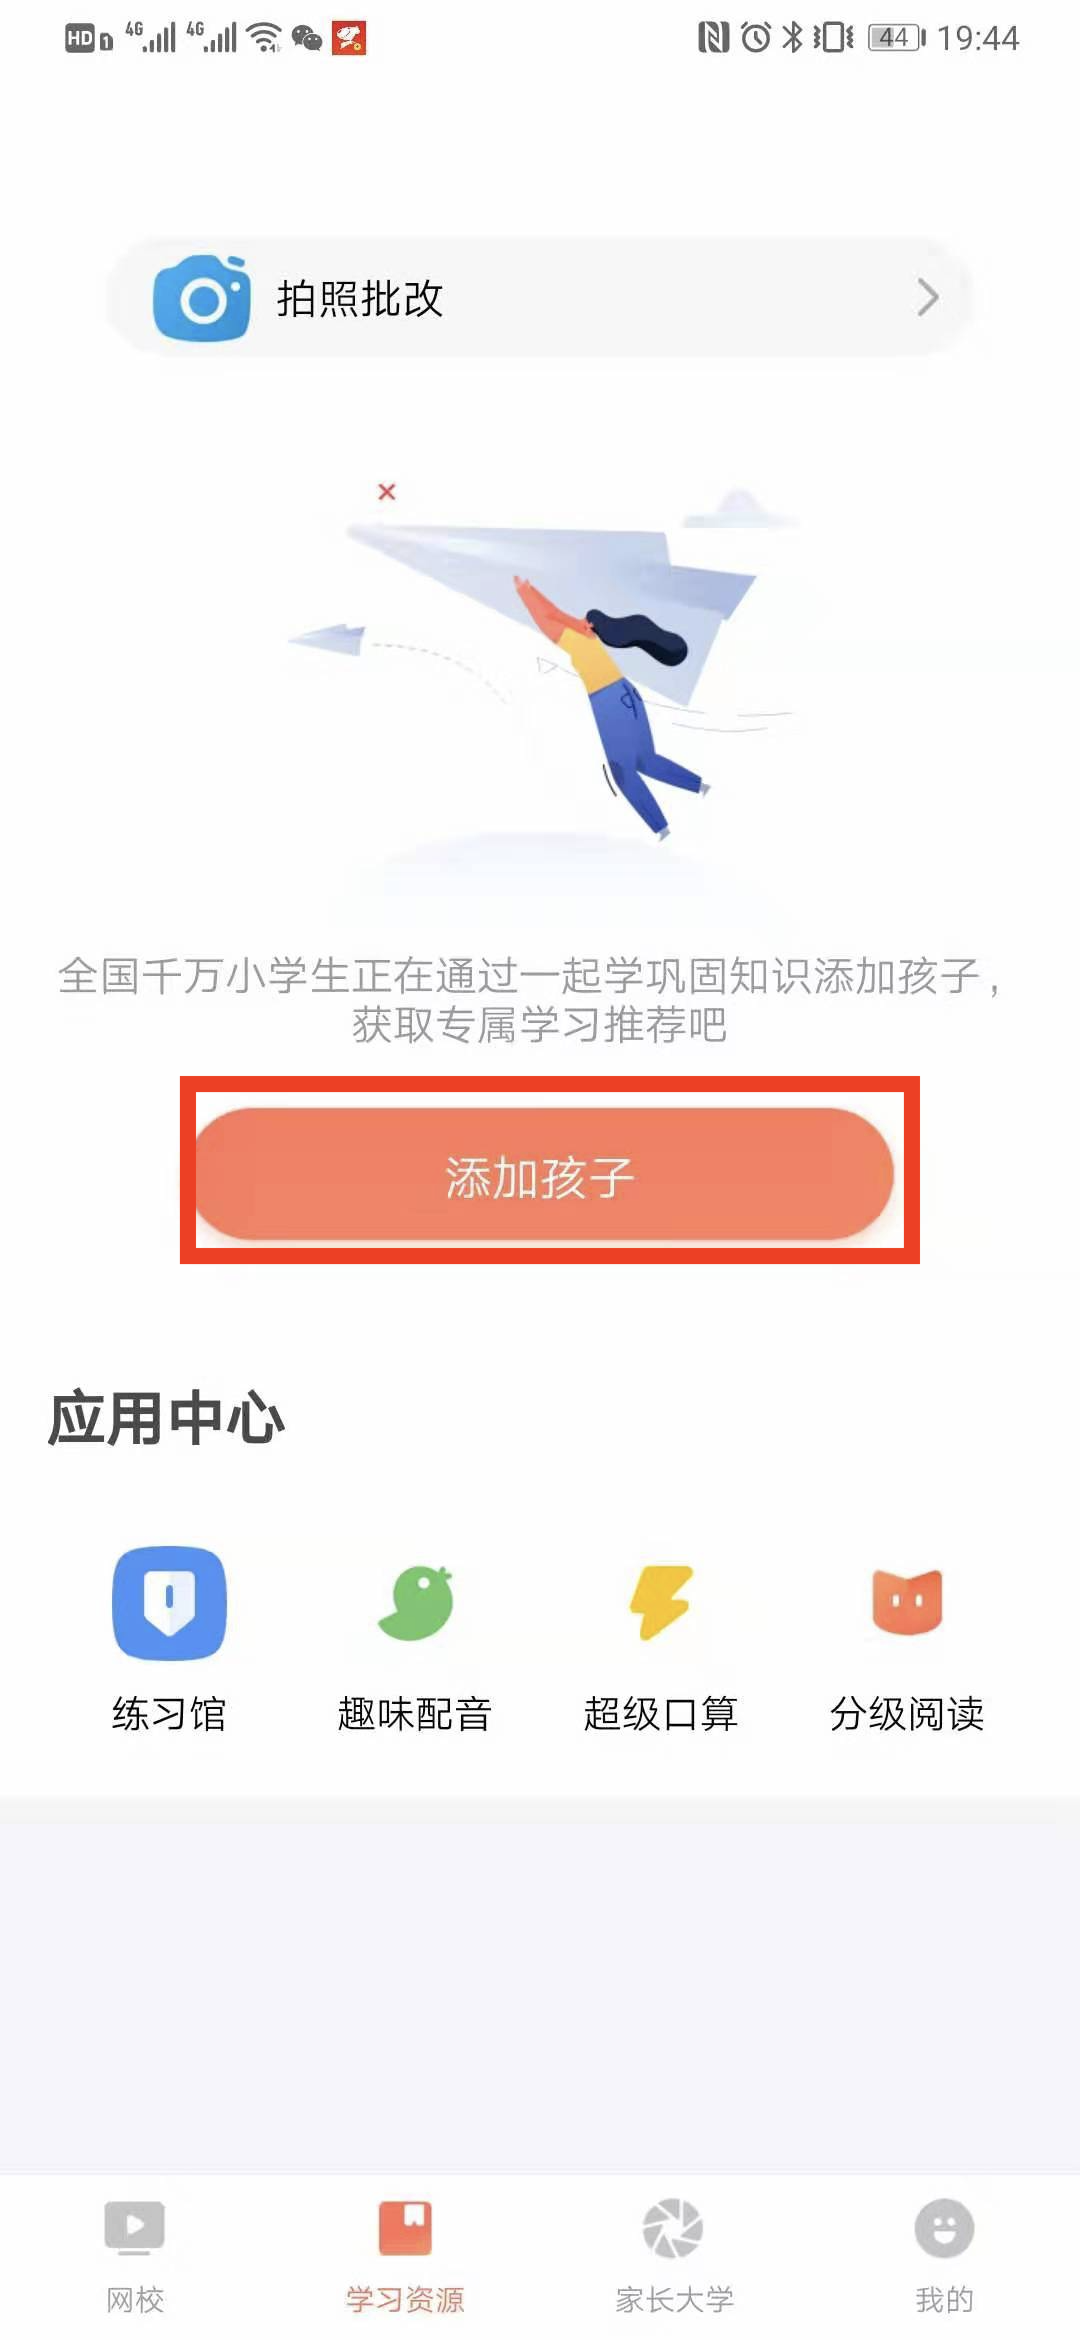 HD 1 4G 4G 44 19:44
拍照批改
全国千万小学生正在通过一起学巩固知识添加孩子，
获取专属学习推荐吧
添加孩子
应用中心
练习馆 趣味配音 超级口算 分级阅读
网校 学习资源 家长大学 我的